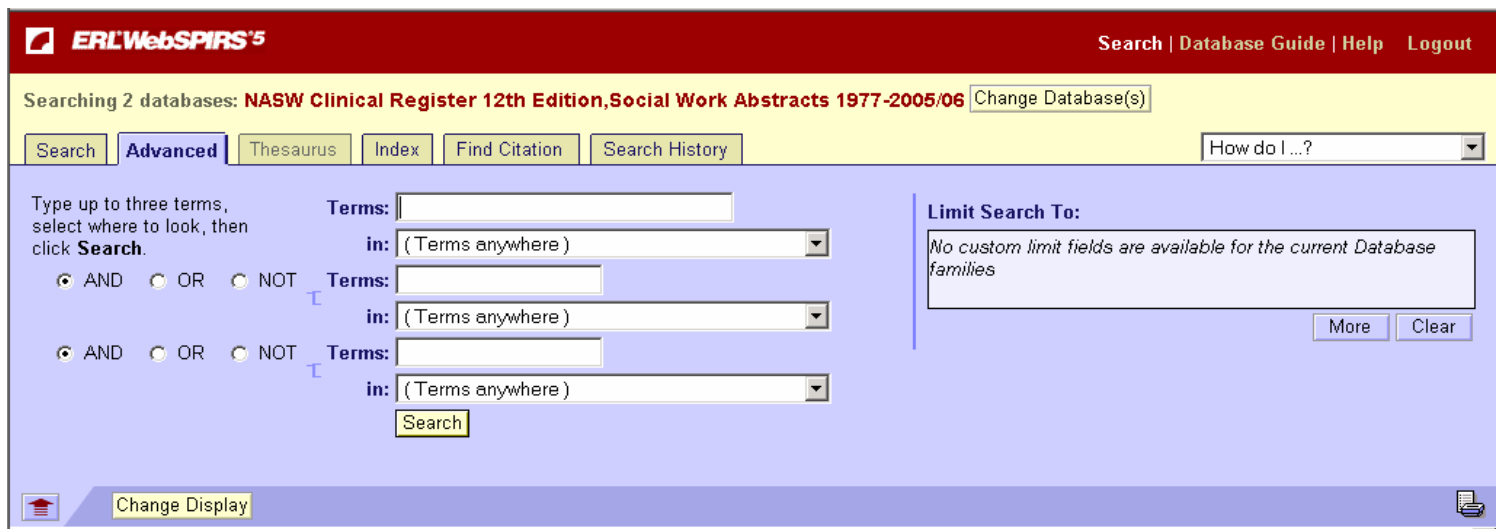 ERL WebSPIRS 5
Search | Database Guide | Help Logout
Searching 2 databases: NASW Clinical Register 12th Edition,Social Work Abstracts 1977-2005/06 Change Database(s)
Search Advanced Thesaurus Index Find Citation Search History How do I ...?
Type up to three terms,
select where to look, then
click Search.
Terms:
in: (Terms anywhere)
AND OR NOT Terms:
in: (Terms anywhere)
AND OR NOT Terms:
in: (Terms anywhere)
Search
Limit Search To:
No custom limit fields are available for the current Database
families
More Clear
Change Display